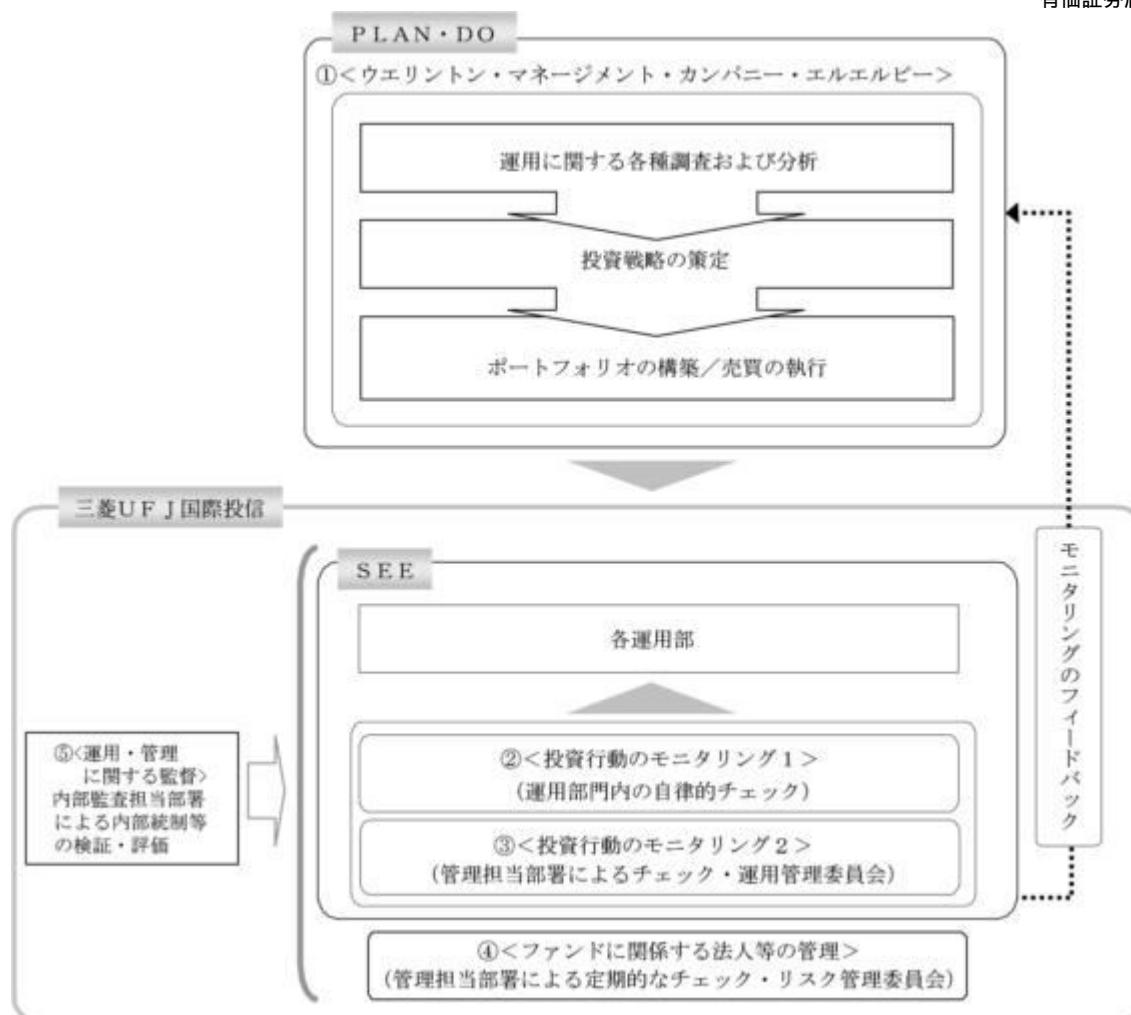 ＰＬＡＮ・ＤＯ
①＜ウエリントン・マネージメント・カンパニー・エルエルピー＞
運用に関する各種調査および分析
投資戦略の策定
ポートフォリオの構築／売買の執行
三菱ＵＦＪ国際投信
ＳＥＥ
各運用部
②＜投資行動のモニタリング１＞
（運用部門内の自律的チェック）
③＜投資行動のモニタリング２＞
（管理担当部署によるチェック・運用管理委員会）
④＜ファンドに関係する法人等の管理＞
（管理担当部署による定期的なチェック・リスク管理委員会）
⑤<運用・管理
に関する監督>
内部監査担当部署
による内部統制等
の検証・評価
モニタリングのフィードバック